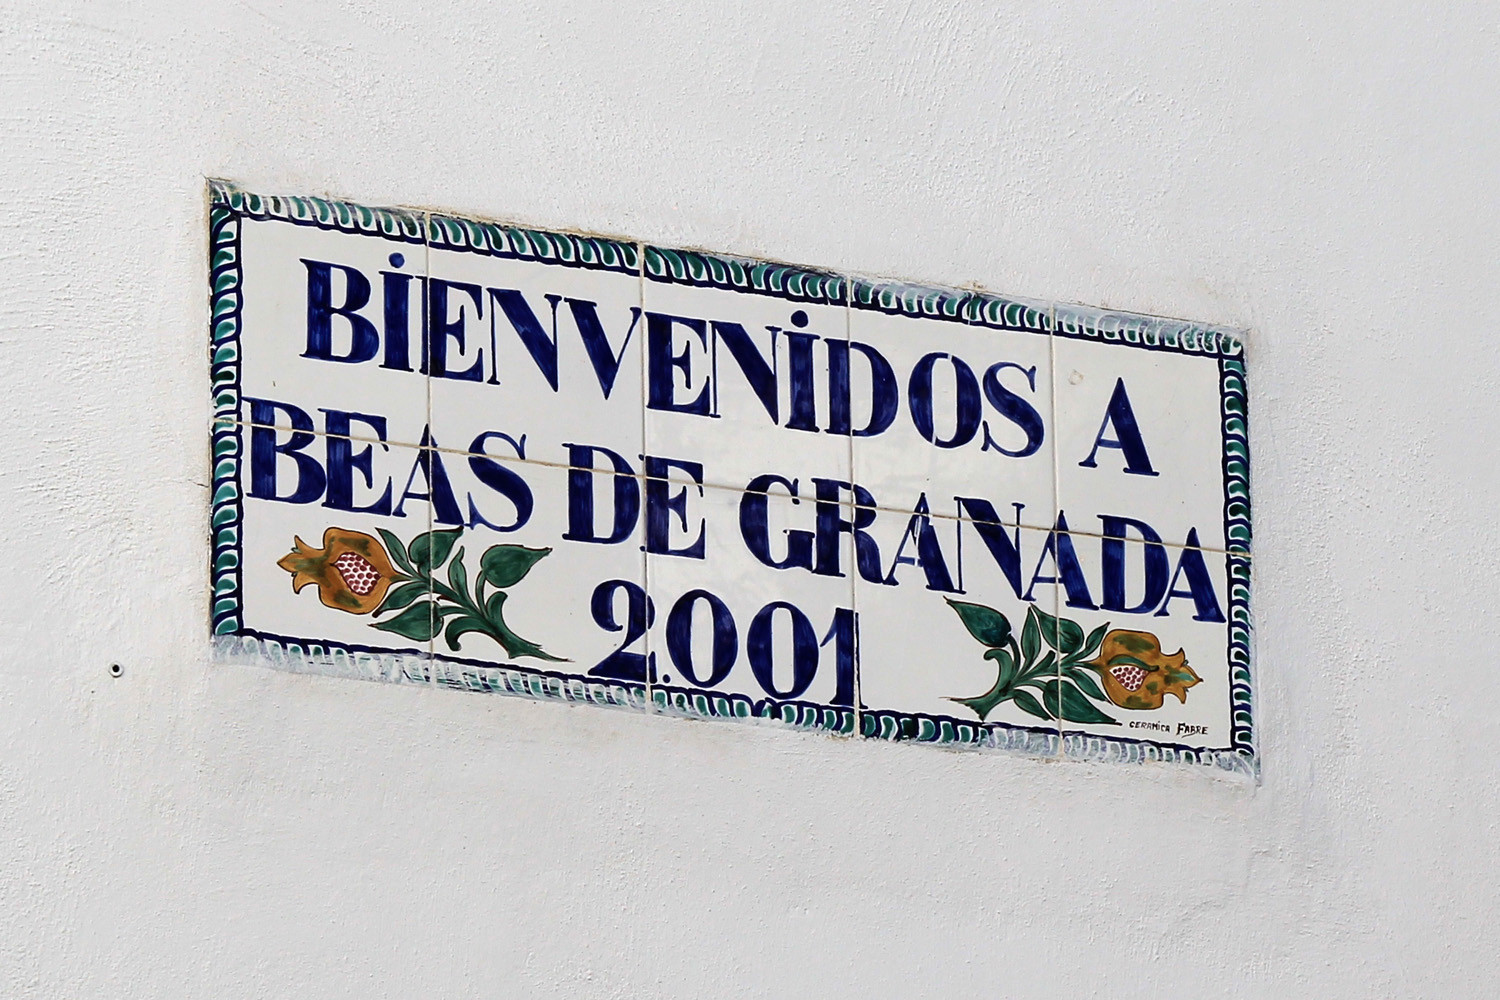 BiENVENiDOS A
BEAS DE GRANADA
2.001
CERAMiCA FABRE